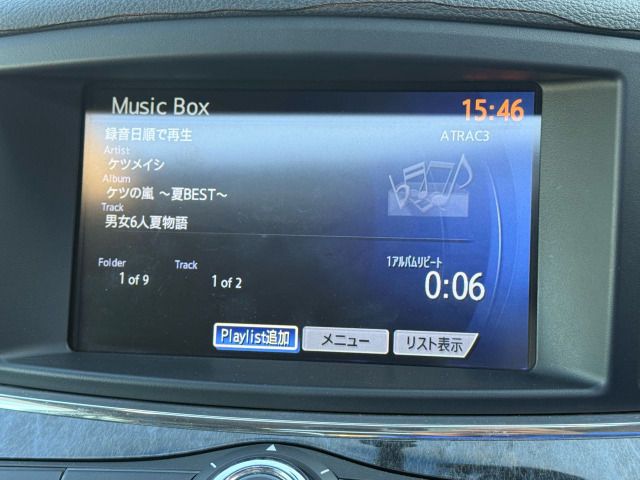 Music Box
15:46
録音日順で再生
ATRAC3
Artist
ケツメイシ
Album
ケツの嵐 ～夏BEST～
Track
男女6人夏物語
Folder
Track
1アルバムリピート
1 of 9
1 of 2
0:06
Playlist追加
メニュー
リスト表示